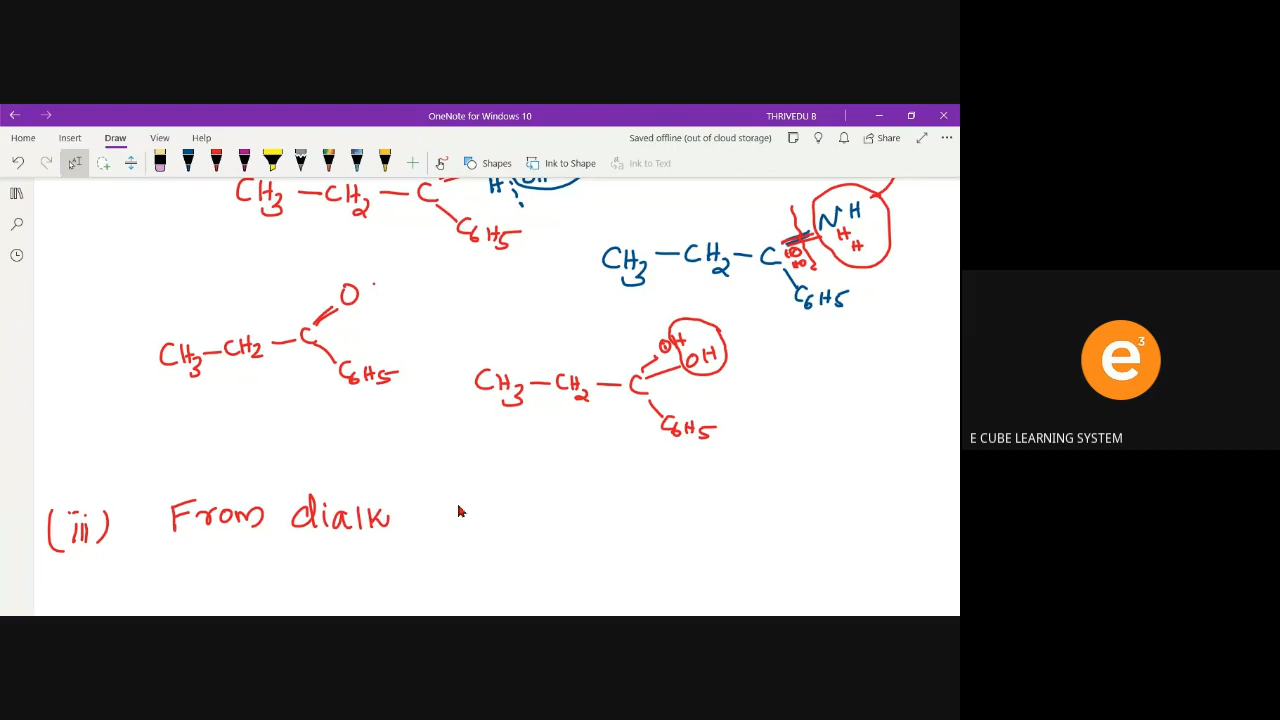 OneNote for Windows 10
THRIVEDU B
Home Insert Draw View Help
Saved offline (out of cloud storage)
Share
Shapes
Ink to Shape
Ink to Text
CH3 — CH2 — C
H OH
C6H5
NH
H
H
CH3 — CH2 — C
C6H5
O
CH3 — CH2 — C
C6H5
OH
OH
CH3 — CH2 — C
C6H5
(iii) From dialk
e3
E CUBE LEARNING SYSTEM